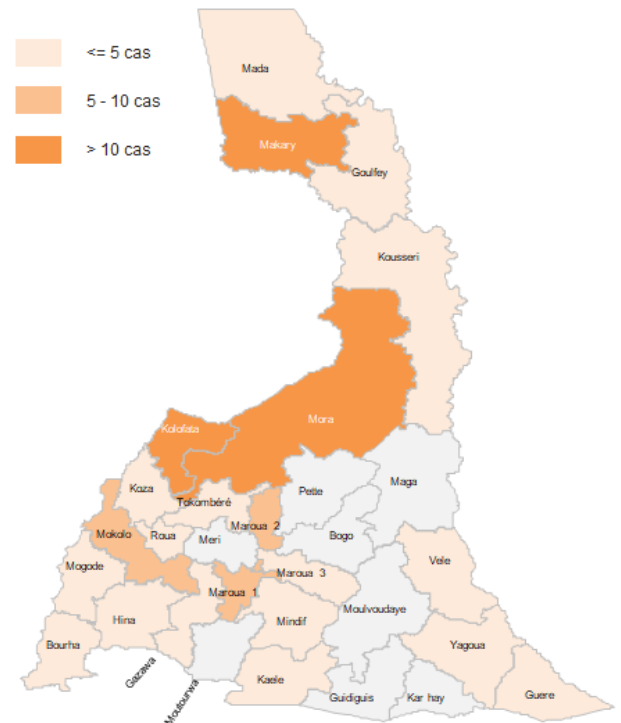 <= 5 cas
5 - 10 cas
> 10 cas
Mada
Makary
Goulfey
Kousseri
Kolofata
Mora
Koza
Tokombéré
Pette
Maga
Mokolo
Roua
Meri
Maroua 2
Bogo
Mogode
Maroua 1
Maroua 3
Vele
Hina
Mindif
Moulvoudaye
Bourha
Gazawa
Moutourwa
Kaele
Guidiguis
Kar hay
Yagoua
Guere